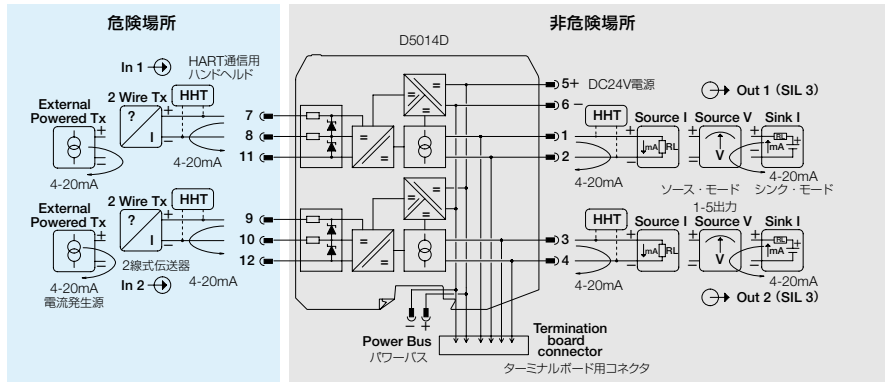 危険場所
非危険場所
D5014D
In 1
HART通信用
ハンドヘルド
2 Wire Tx
HHT
External
Powered Tx
?
I
+
−
7
8
11
4-20mA
4-20mA
5+
DC24V電源
6 −
1
2
Out 1 (SIL 3)
HHT
Source I
Source V
Sink I
mA
RL
V
RL
mA
4-20mA
4-20mA
ソース・モード
シンク・モード
1-5出力
2 Wire Tx
HHT
External
Powered Tx
?
I
9
10
12
2線式伝送器
4-20mA
4-20mA
電流発生源
In 2
3
4
HHT
Source I
Source V
Sink I
mA
RL
V
RL
mA
4-20mA
4-20mA
Out 2 (SIL 3)
− +
Power Bus
パワーバス
Termination
board
connector
ターミナルボード用コネクタ